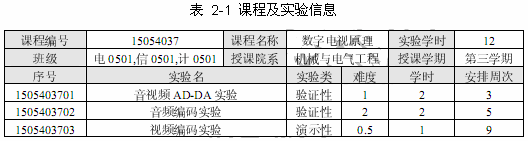 表 2-1 课程及实验信息
课程编号 15054037 课程名称 数字电视原理 实验学时 12
班级 电 0501,信 0501,计 0501 授课院系 机械与电气工程 授课学期 第三学期
序号 实验名 实验类 难度 学时 安排周次
1505403701 音视频 AD-DA 实验 验证性 1 2 3
1505403702 音频编码实验 验证性 2 2 5
1505403703 视频编码实验 演示性 0.5 1 9